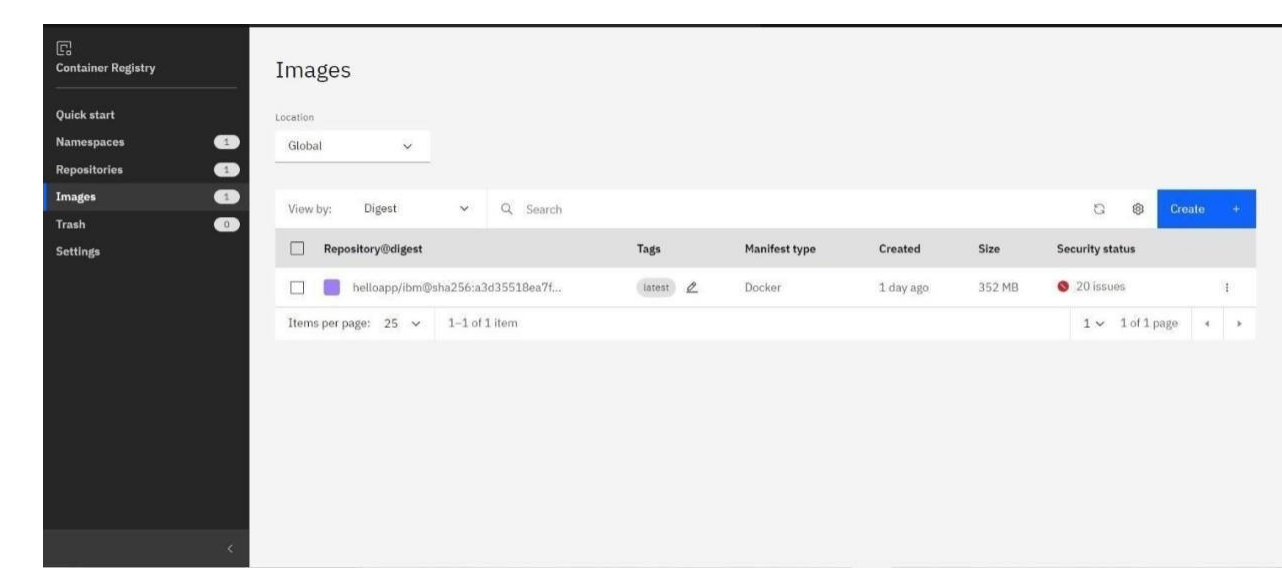 Container Registry
Quick start
Namespaces 1
Repositories 1
Images 1
Trash 0
Settings
Images
Location
Global
View by: Digest Search Create +
Repository@digest Tags Manifest type Created Size Security status
helloapp/ibm@sha256:a3d35518ea7f... latest Docker 1 day ago 352 MB 20 issues
Items per page: 25 1–1 of 1 item 1 1 of 1 page